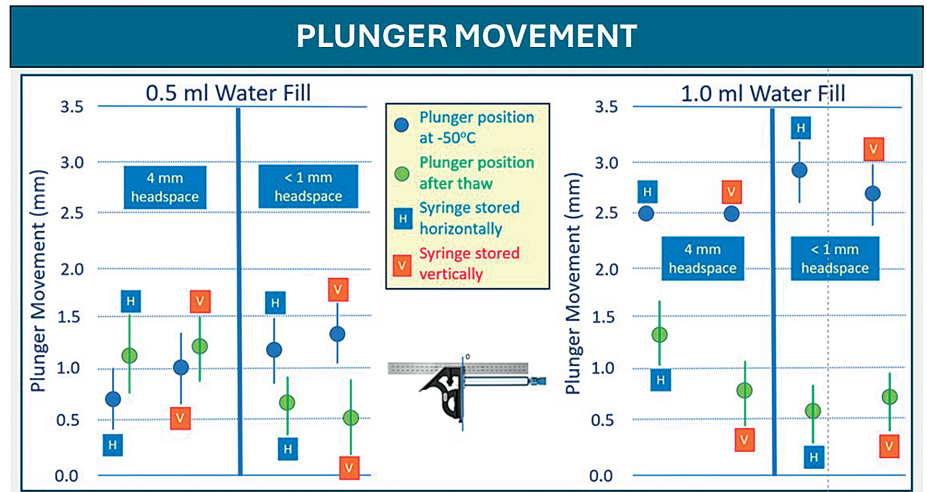 PLUNGER MOVEMENT
0.5 ml Water Fill
Plunger Movement (mm)
3.5
3.0
2.5
2.0
1.5
1.0
0.5
0.0
4 mm
headspace
< 1 mm
headspace
H
V
H
V
H
V
H
V
Plunger position
at -50°C
Plunger position
after thaw
H
Syringe stored
horizontally
V
Syringe stored
vertically
0
1.0 ml Water Fill
Plunger Movement (mm)
3.5
3.0
2.5
2.0
1.5
1.0
0.5
0.0
H
V
H
V
4 mm
headspace
< 1 mm
headspace
H
V
H
V